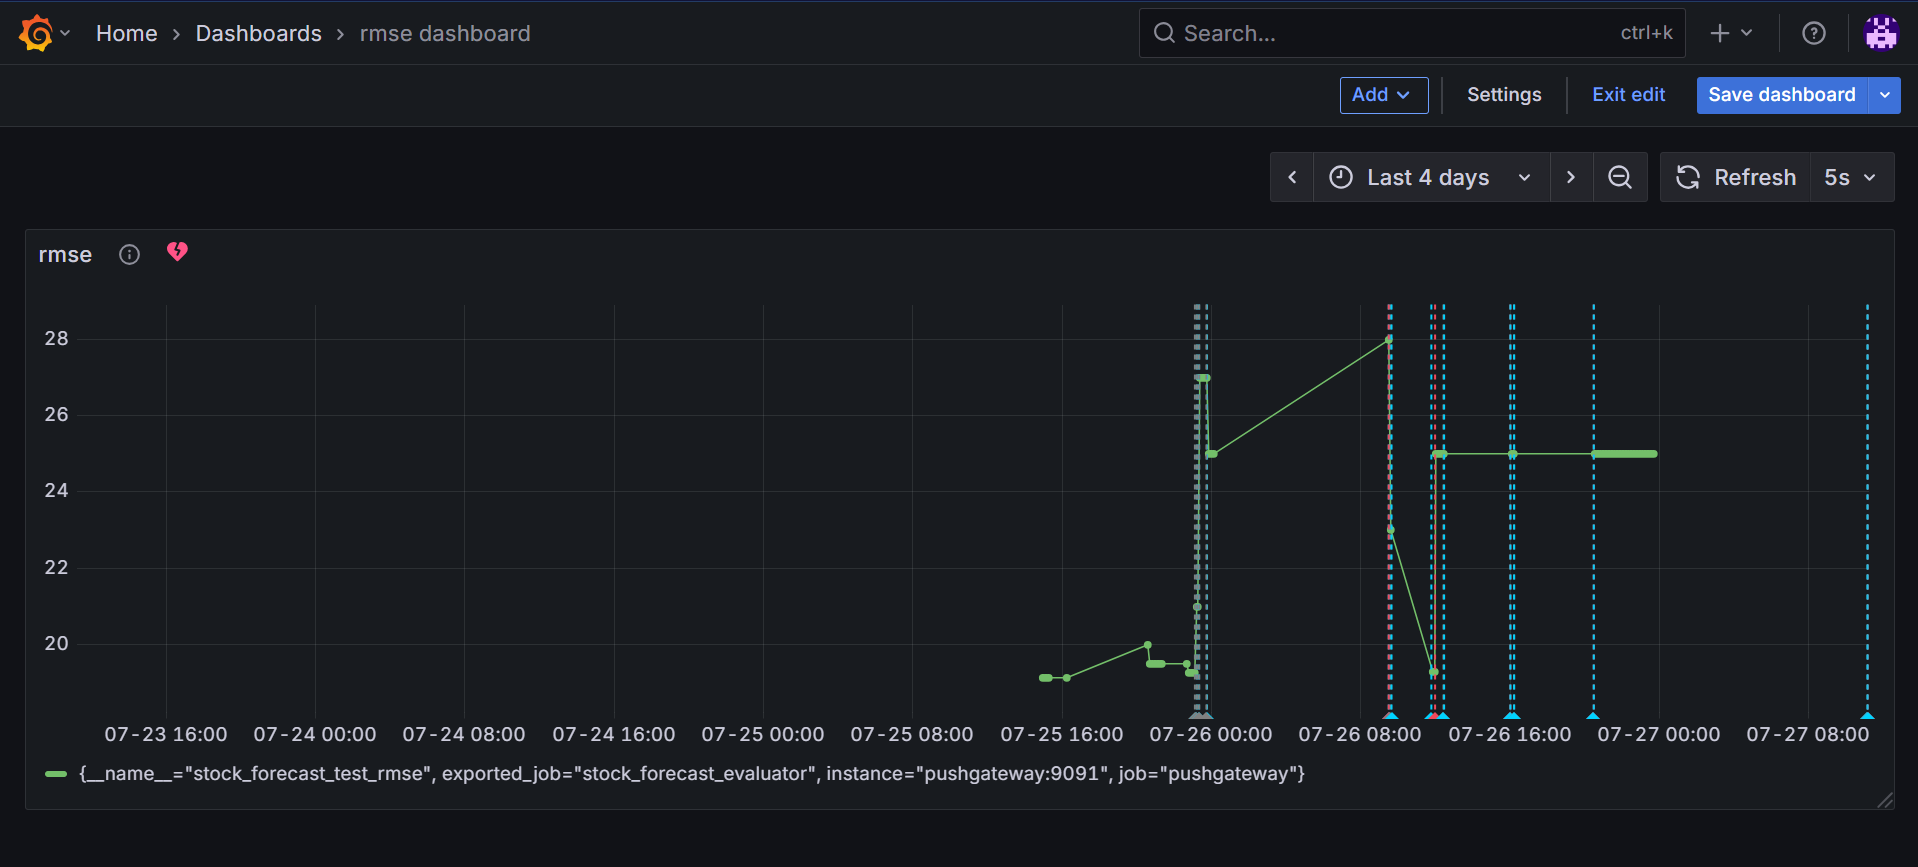 Home › Dashboards › rmse dashboard Search... ctrl+k
Add Settings Exit edit Save dashboard
Last 4 days Refresh 5s
rmse
28
26
24
22
20
07-23 16:00 07-24 00:00 07-24 08:00 07-24 16:00 07-25 00:00 07-25 08:00 07-25 16:00 07-26 00:00 07-26 08:00 07-26 16:00 07-27 00:00 07-27 08:00
{__name__="stock_forecast_test_rmse", exported_job="stock_forecast_evaluator", instance="pushgateway:9091", job="pushgateway"}